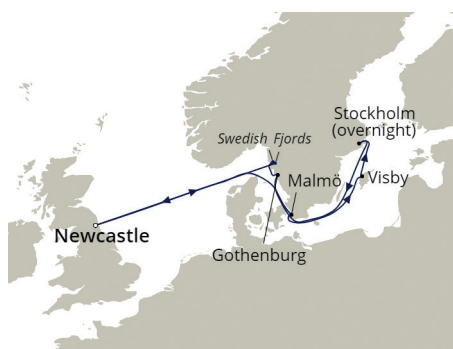 Stockholm
(overnight)
Swedish Fjords
Malmö
Visby
Newcastle
Gothenburg